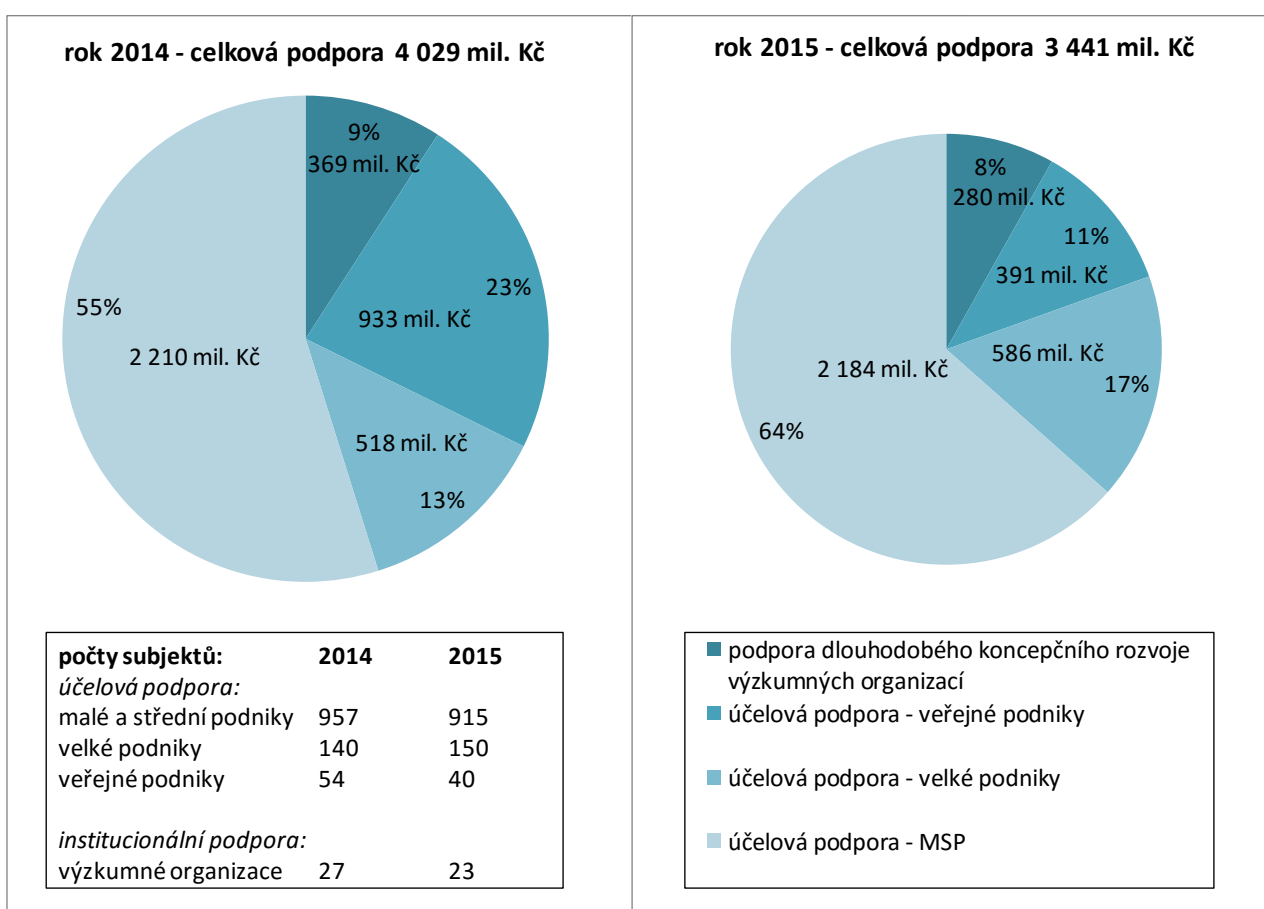 rok 2014 - celková podpora 4 029 mil. Kč
9%
369 mil. Kč
23%
933 mil. Kč
55%
2 210 mil. Kč
518 mil. Kč
13%
počty subjektů: 2014 2015
účelová podpora:
malé a střední podniky 957 915
velké podniky 140 150
veřejné podniky 54 40
institucionální podpora:
výzkumné organizace 27 23
rok 2015 - celková podpora 3 441 mil. Kč
8%
280 mil. Kč
11%
391 mil. Kč
586 mil. Kč
17%
2 184 mil. Kč
64%
podpora dlouhodobého koncepčního rozvoje
výzkumných organizací
účelová podpora - veřejné podniky
účelová podpora - velké podniky
účelová podpora - MSP